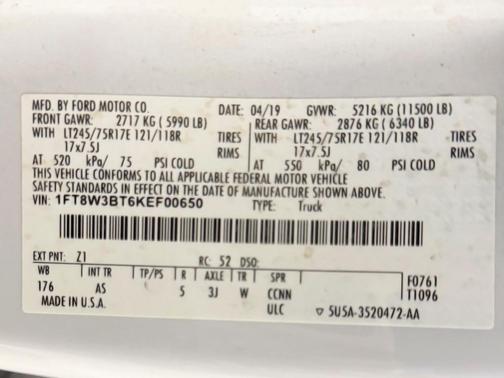 MFD. BY FORD MOTOR CO. DATE: 04/19 GVWR: 5216 KG (11500 LB)
FRONT GAWR: 2717 KG ( 5990 LB) REAR GAWR: 2876 KG ( 6340 LB)
WITH LT245/75R17E 121/118R TIRES WITH LT245/75R17E 121/118R TIRES
17x7.5J RIMS 17x7.5J RIMS
AT 520 kPa/ 75 PSI COLD AT 550 kPa/ 80 PSI COLD
THIS VEHICLE CONFORMS TO ALL APPLICABLE FEDERAL MOTOR VEHICLE
SAFETY STANDARDS IN EFFECT ON THE DATE OF MANUFACTURE SHOWN ABOVE.
VIN: 1FT8W3BT6KEF00650 TYPE: Truck
EXT PNT: Z1 RC: 52 DSO:
WB INT TR TP/PS R AXLE TR SPR F0761
176 AS 5 3J W CCNN T1096
MADE IN U.S.A. ULC ▽ 5U5A-3520472-AA